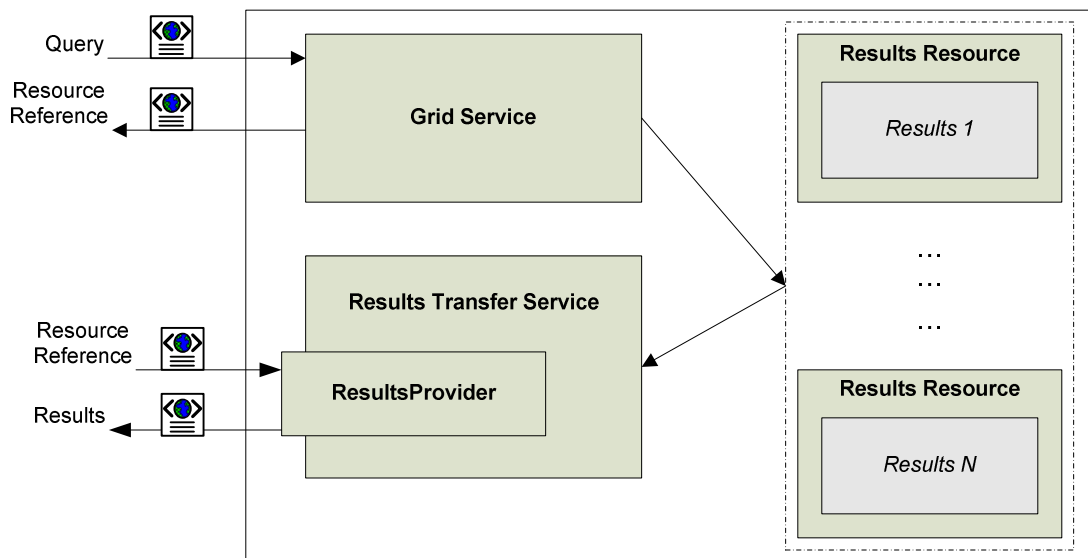 Query
Resource
Reference
Grid Service
Results Resource
Results 1
...
...
...
Results Transfer Service
Resource
Reference
ResultsProvider
Results
Results Resource
Results N